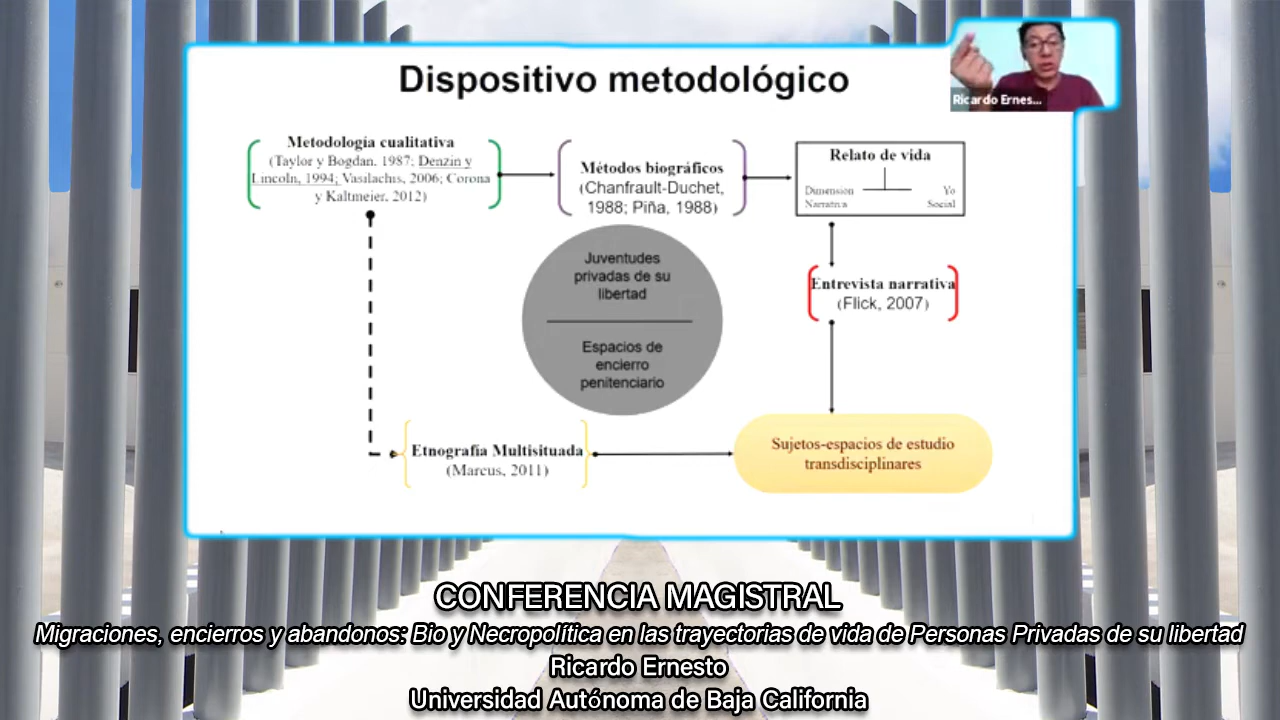 Dispositivo metodológico
Ricardo Ernes...
Metodología cualitativa
(Taylor y Bogdan. 1987; Denzin y
Lincoln, 1994; Vasilachis, 2006; Corona
y Kaltmeier. 2012)
Métodos biográficos
(Chanfrault-Duchet,
1988; Piña, 1988)
Relato de vida
Dimensión
Narrativa
Yo
Social
Juventudes
privadas de su
libertad
Espacios de
encierro
penitenciario
Entrevista narrativa
(Flick, 2007)
Etnografía Multisituada
(Marcus. 2011)
Sujetos-espacios de estudio
transdisciplinares
CONFERENCIA MAGISTRAL
Migraciones, encierros y abandonos: Bio y Necropolítica en las trayectorias de vida de Personas Privadas de su libertad
Ricardo Ernesto
Universidad Autónoma de Baja California